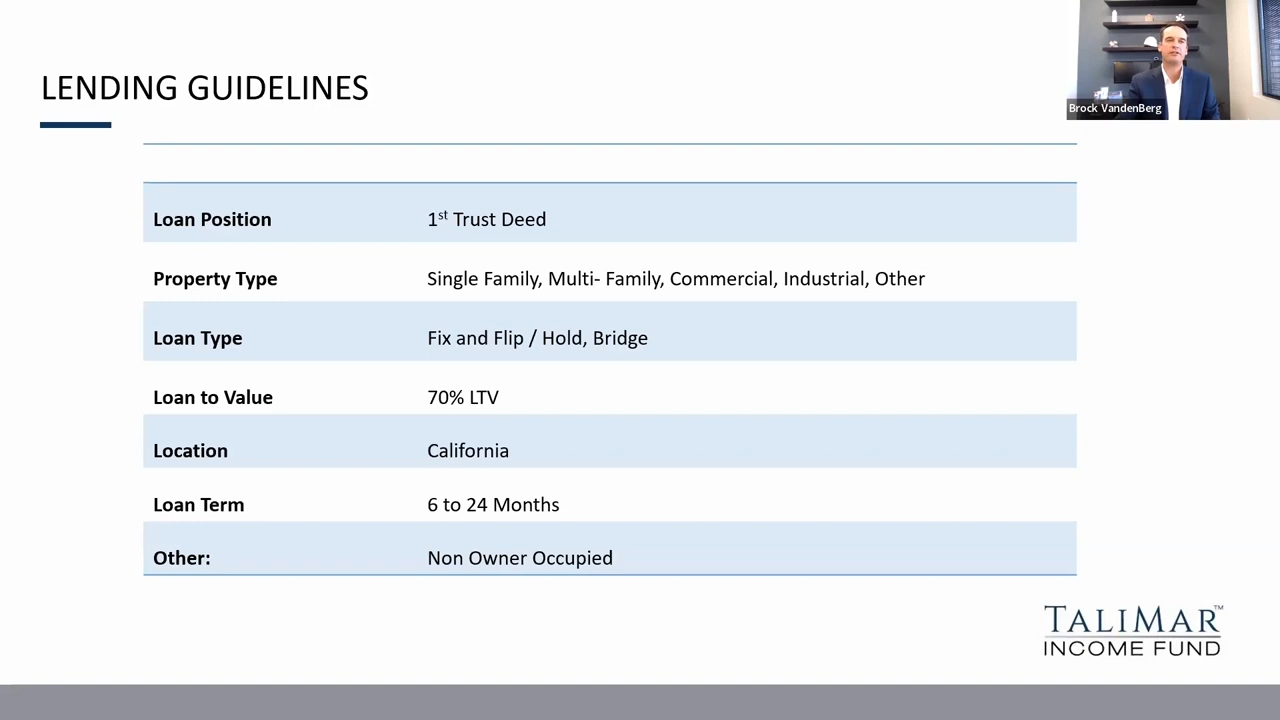 Brock VandenBerg
LENDING GUIDELINES
Loan Position 1st Trust Deed
Property Type Single Family, Multi- Family, Commercial, Industrial, Other
Loan Type Fix and Flip / Hold, Bridge
Loan to Value 70% LTV
Location California
Loan Term 6 to 24 Months
Other: Non Owner Occupied
TALIMAR™
INCOME FUND